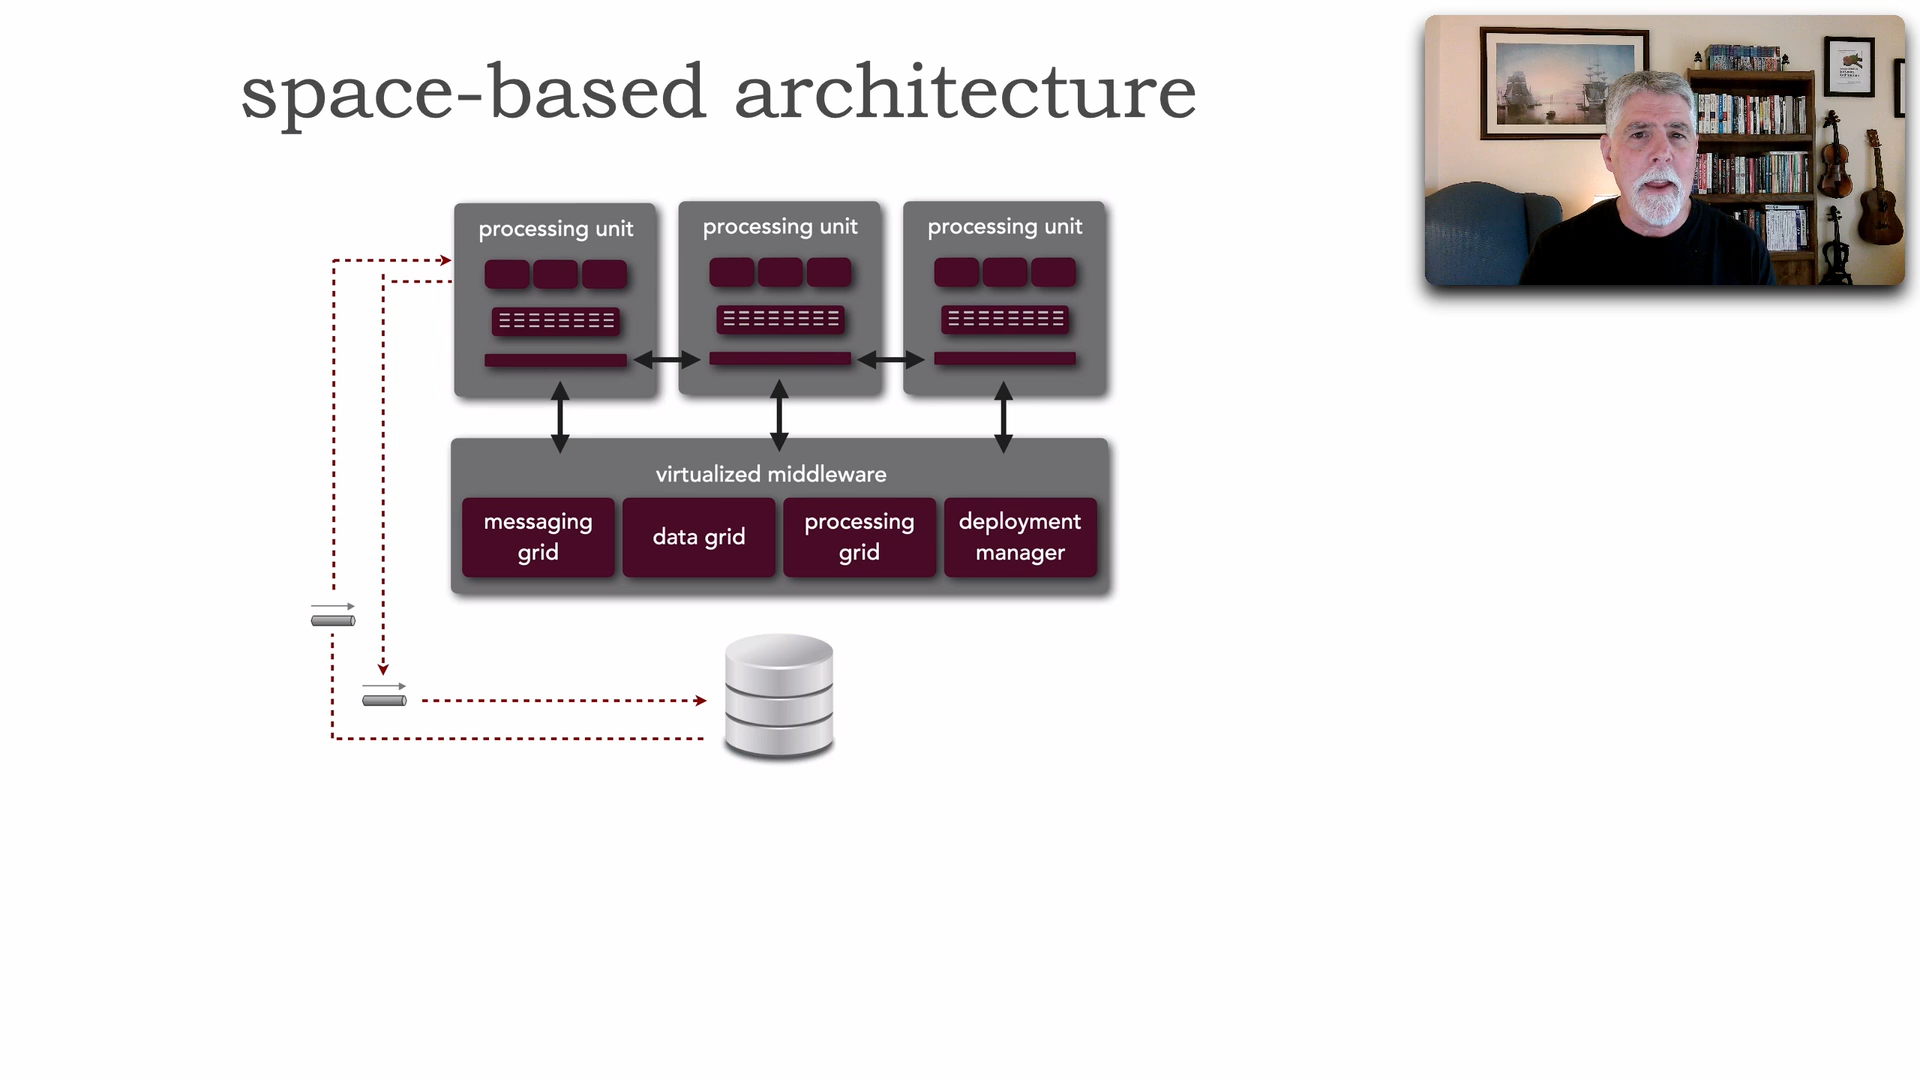 space-based architecture
processing unit
processing unit
processing unit
virtualized middleware
messaging
grid
data grid
processing
grid
deployment
manager